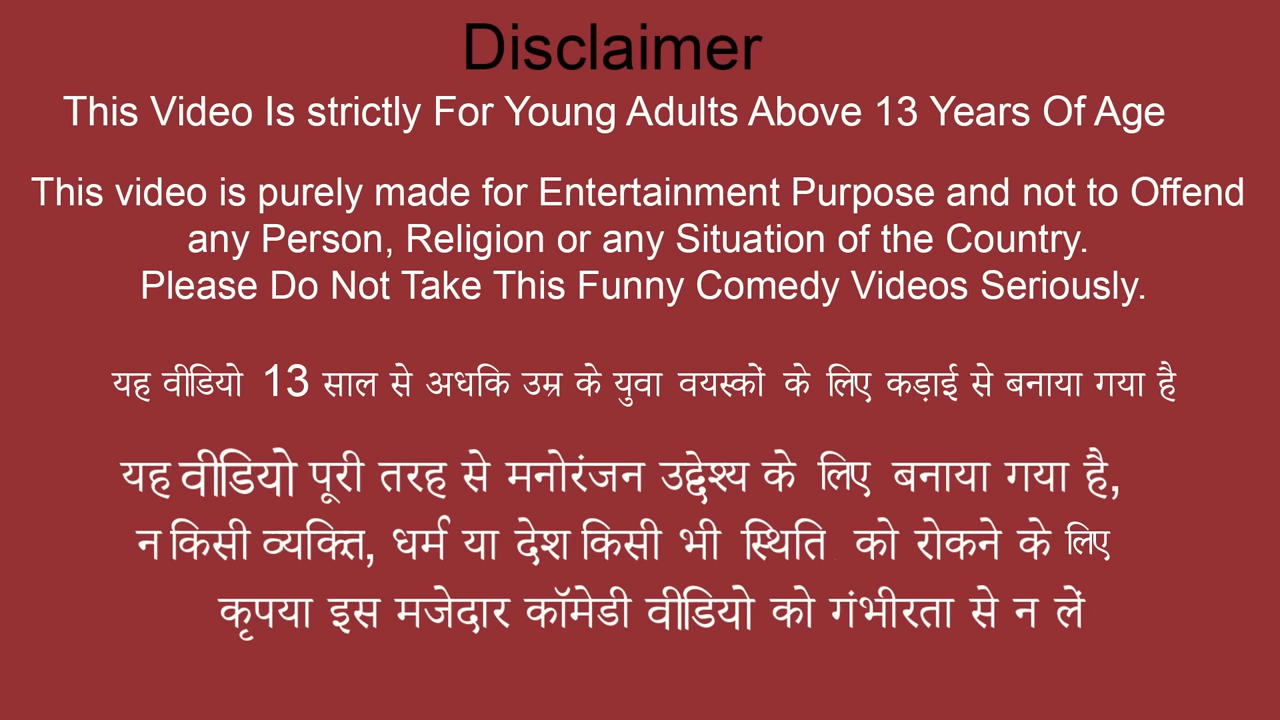 Disclaimer
This Video Is strictly For Young Adults Above 13 Years Of Age
This video is purely made for Entertainment Purpose and not to Offend
any Person, Religion or any Situation of the Country.
Please Do Not Take This Funny Comedy Videos Seriously.
यह वीडियो 13 साल से अधकि उम्र के युवा वयस्कों के लिए कड़ाई से बनाया गया है
यह वीडियो पूरी तरह से मनोरंजन उद्देश्य के लिए बनाया गया है,
न किसी व्यक्ति, धर्म या देश किसी भी स्थिति को रोकने के लिए
कृपया इस मजेदार कॉमेडी वीडियो को गंभीरता से न लें